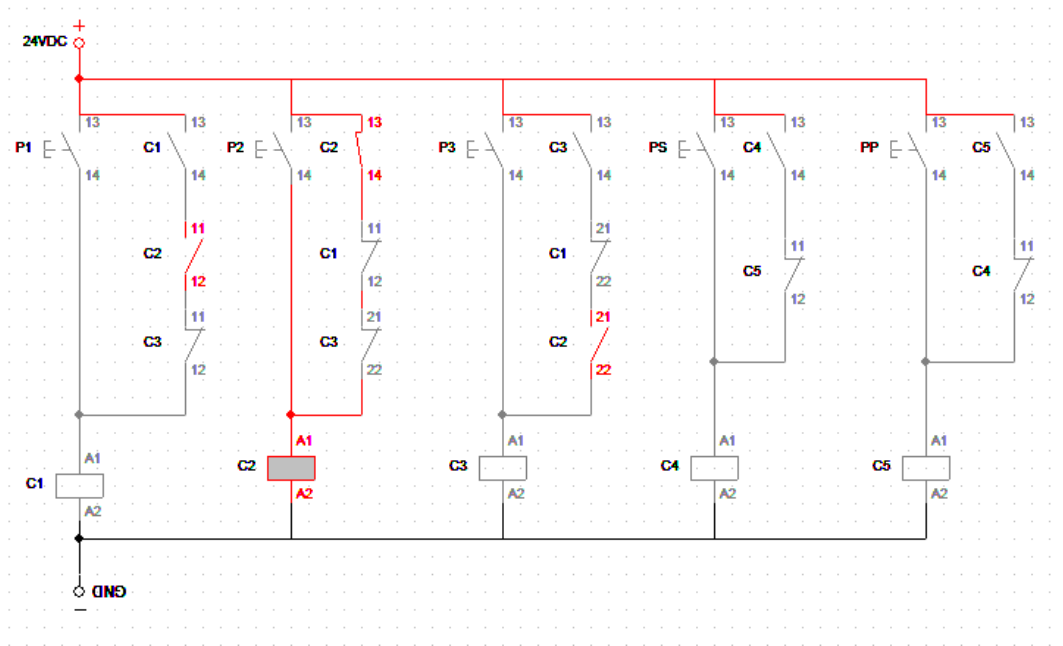 +
24VDC
13 13 13 13 13 13 13 13 13 13
P1 C1 P2 C2 P3 C3 PS C4 PP C5
14 14 14 14 14 14 14 14 14 14
11 11 21 11 11
C2 C1 C1 C5 C4
12 12 22 12 12
11 21 21
C3 C3 C2
12 22 22
A1 A1 A1 A1 A1
C1 C2 C3 C4 C5
A2 A2 A2 A2 A2
GND
−